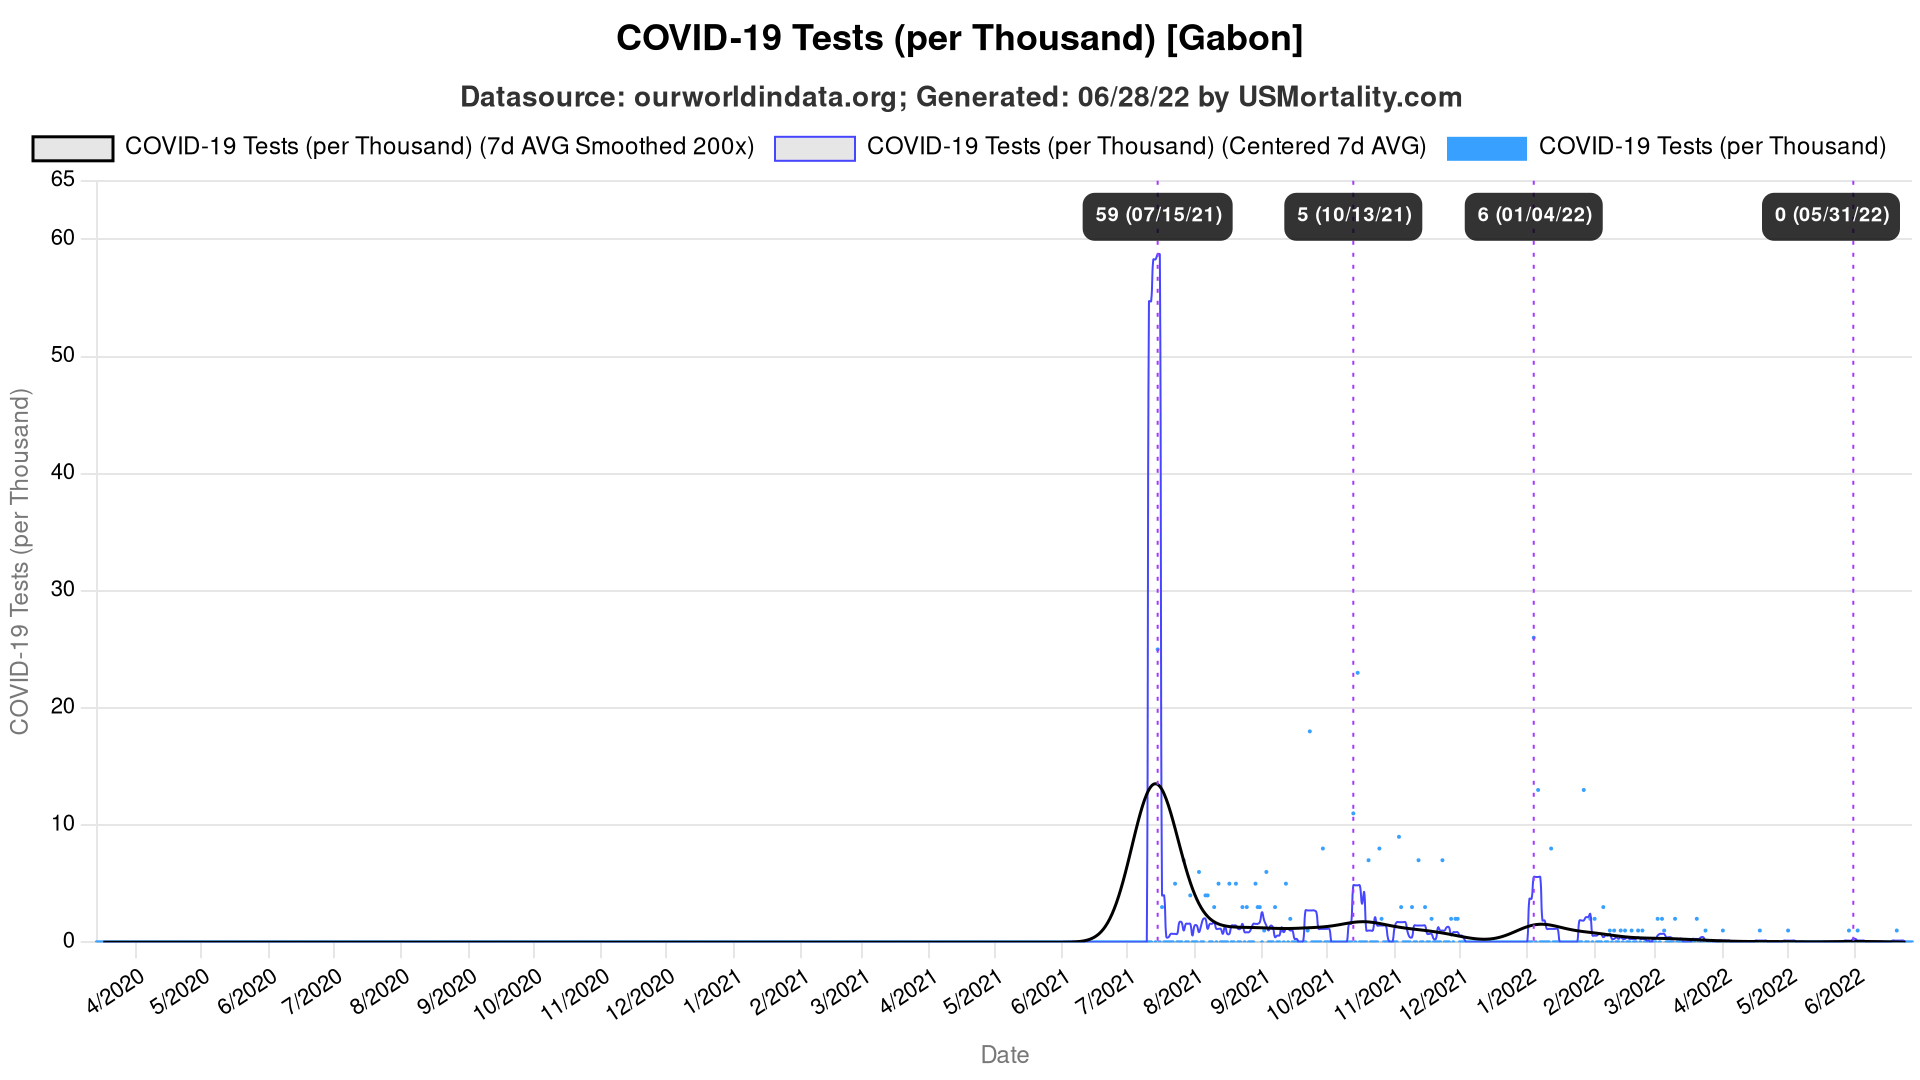 COVID-19 Tests (per Thousand) [Gabon]
Datasource: ourworldindata.org; Generated: 06/28/22 by USMortality.com
COVID-19 Tests (per Thousand) (7d AVG Smoothed 200x) COVID-19 Tests (per Thousand) (Centered 7d AVG) COVID-19 Tests (per Thousand)
59 (07/15/21) 5 (10/13/21) 6 (01/04/22) 0 (05/31/22)
65
60
50
40
30
20
10
0
COVID-19 Tests (per Thousand)
4/2020 5/2020 6/2020 7/2020 8/2020 9/2020 10/2020 11/2020 12/2020 1/2021 2/2021 3/2021 4/2021 5/2021 6/2021 7/2021 8/2021 9/2021 10/2021 11/2021 12/2021 1/2022 2/2022 3/2022 4/2022 5/2022 6/2022
Date